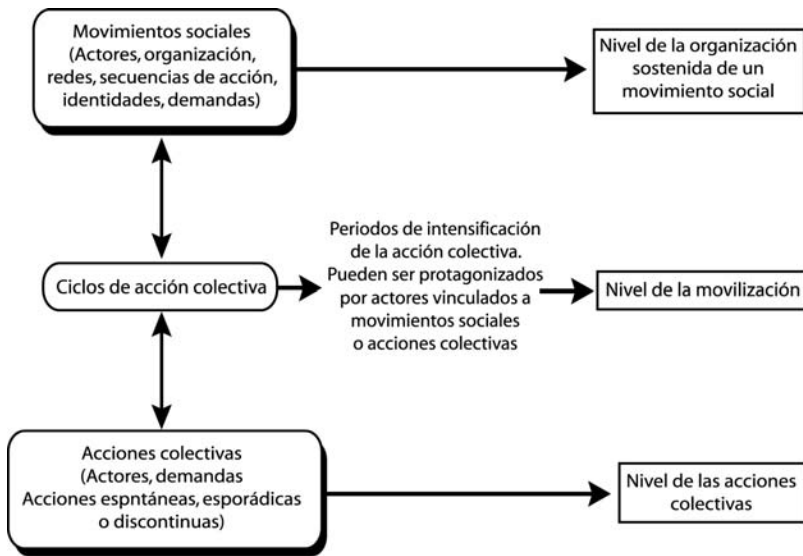 Movimientos sociales
(Actores, organización,
redes, secuencias de acción,
identidades, demandas)
Nivel de la organización
sostenida de un
movimiento social
Ciclos de acción colectiva
Periodos de intensificación
de la acción colectiva.
Pueden ser protagonizados
por actores vinculados a
movimientos sociales
o acciones colectivas
Nivel de la movilización
Acciones colectivas
(Actores, demandas
Acciones espntáneas, esporádicas
o discontinuas)
Nivel de las acciones
colectivas